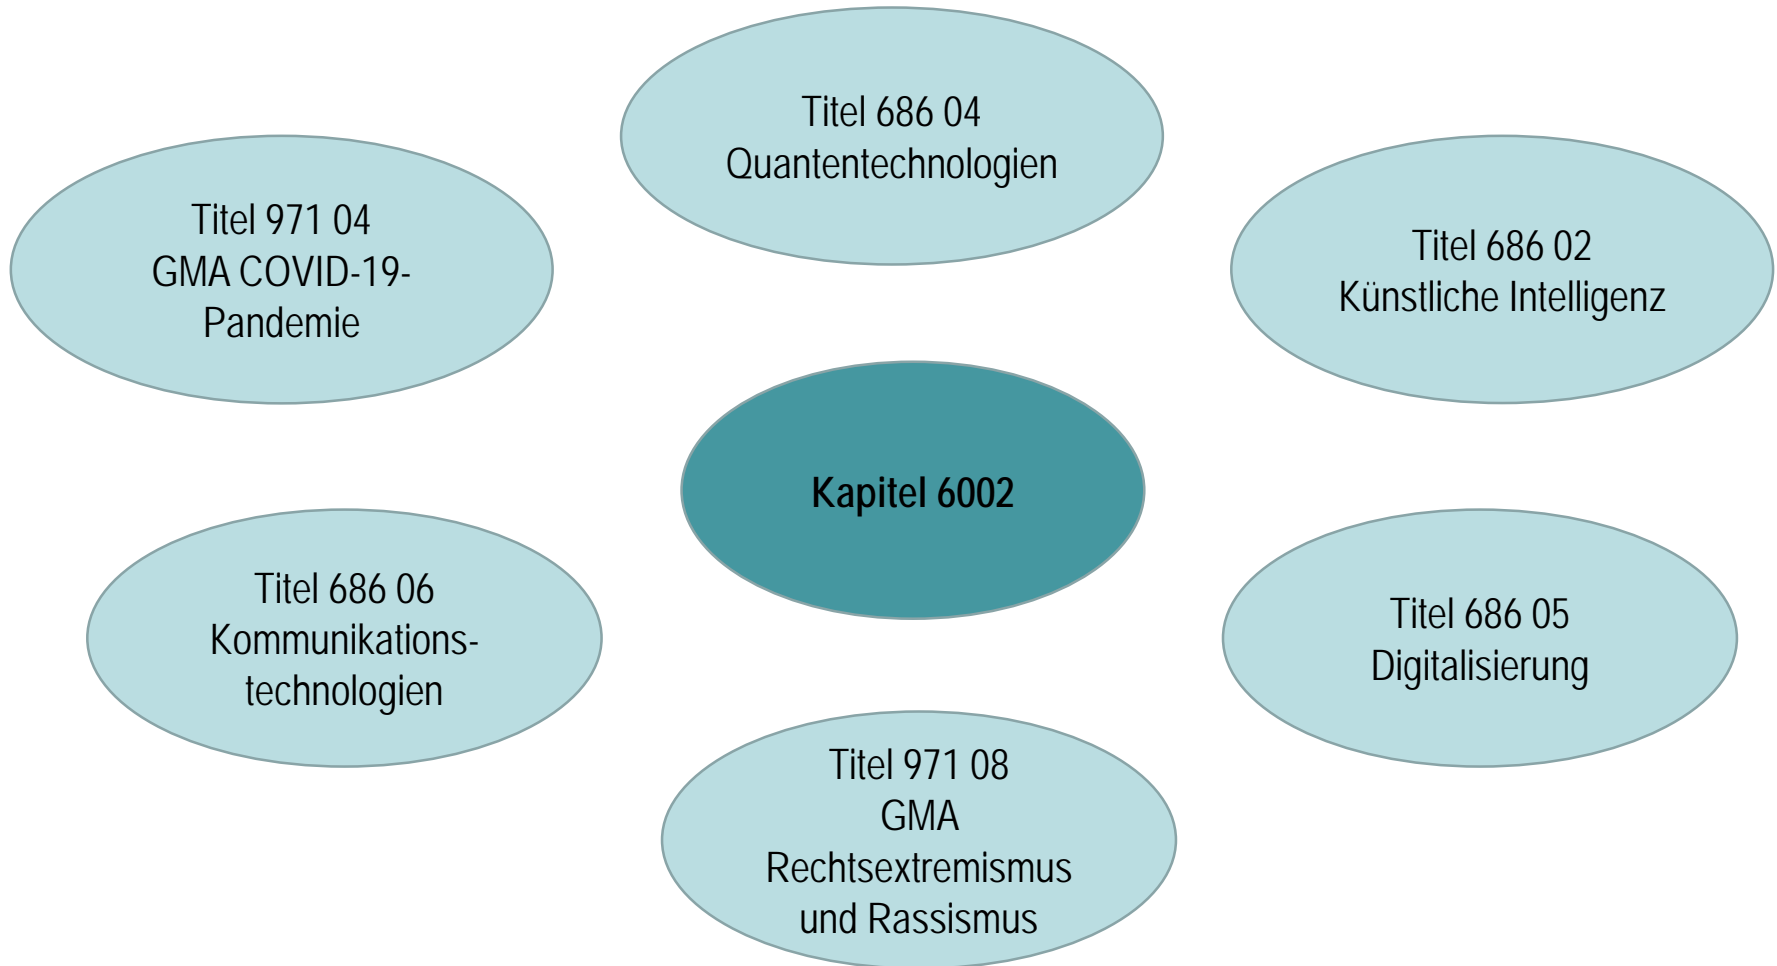 Titel 686 04
Quantentechnologien
Titel 971 04
GMA COVID-19-
Pandemie
Titel 686 02
Künstliche Intelligenz
Kapitel 6002
Titel 686 06
Kommunikations-
technologien
Titel 686 05
Digitalisierung
Titel 971 08
GMA
Rechtsextremismus
und Rassismus